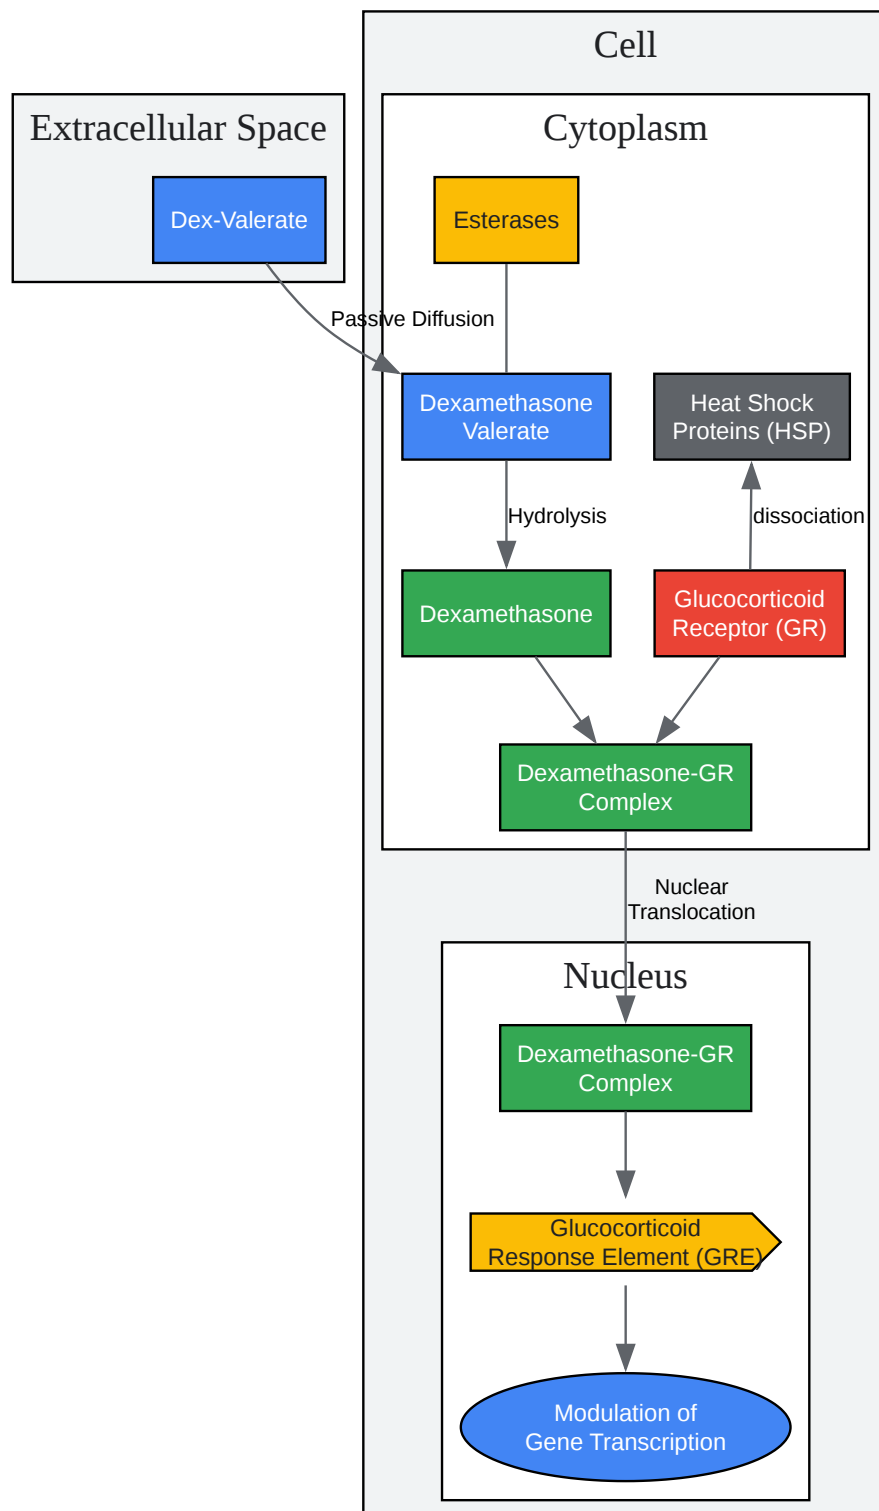 Cell
Extracellular Space
Cytoplasm
Dex-Valerate
Esterases
Passive Diffusion
Dexamethasone
Valerate
Heat Shock
Proteins (HSP)
Hydrolysis
dissociation
Dexamethasone
Glucocorticoid
Receptor (GR)
Dexamethasone-GR
Complex
Nuclear
Translocation
Nucleus
Dexamethasone-GR
Complex
Glucocorticoid
Response Element (GRE)
Modulation of
Gene Transcription